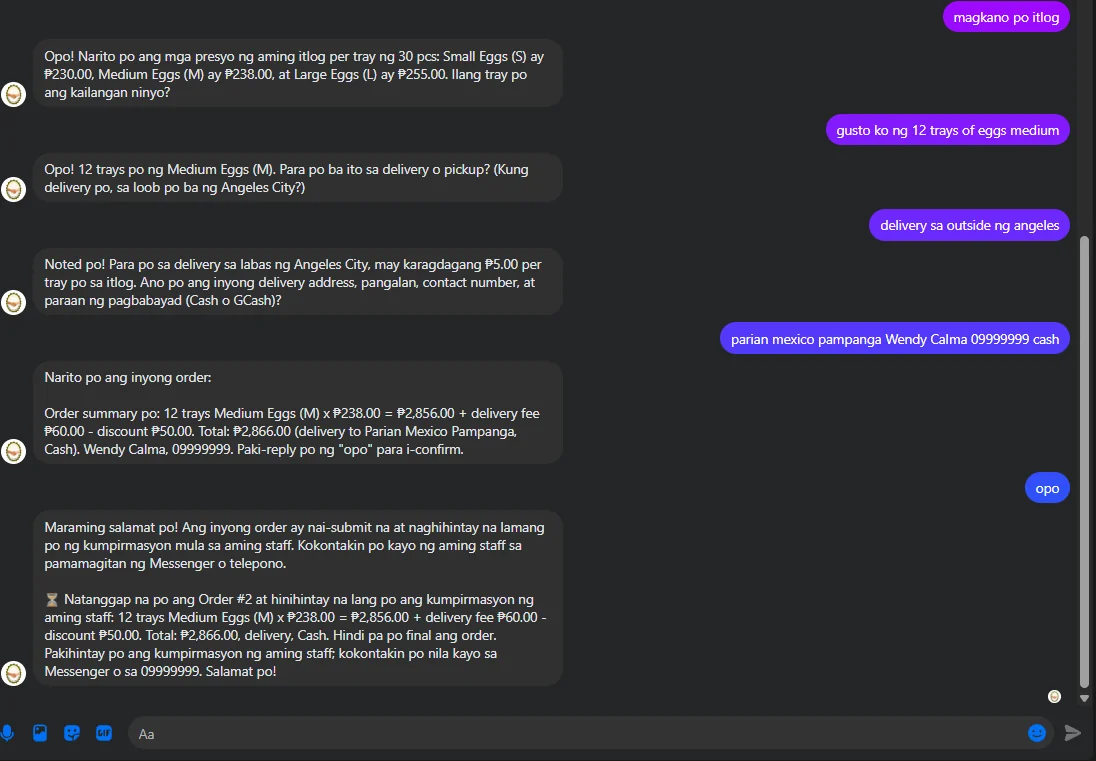 magkano po itlog
Opo! Narito po ang mga presyo ng aming itlog per tray ng 30 pcs: Small Eggs (S) ay
₱230.00, Medium Eggs (M) ay ₱238.00, at Large Eggs (L) ay ₱255.00. Ilang tray po
ang kailangan ninyo?
gusto ko ng 12 trays of eggs medium
Opo! 12 trays po ng Medium Eggs (M). Para po ba ito sa delivery o pickup? (Kung
delivery po, sa loob po ba ng Angeles City?)
delivery sa outside ng angeles
Noted po! Para po sa delivery sa labas ng Angeles City, may karagdagang ₱5.00 per
tray po sa itlog. Ano po ang inyong delivery address, pangalan, contact number, at
paraan ng pagbabayad (Cash o GCash)?
parian mexico pampanga Wendy Calma 09999999 cash
Narito po ang inyong order:
Order summary po: 12 trays Medium Eggs (M) x ₱238.00 = ₱2,856.00 + delivery fee
₱60.00 - discount ₱50.00. Total: ₱2,866.00 (delivery to Parian Mexico Pampanga,
Cash). Wendy Calma, 09999999. Paki-reply po ng "opo" para i-confirm.
opo
Maraming salamat po! Ang inyong order ay nai-submit na at naghihintay na lamang
po ng kumpirmasyon mula sa aming staff. Kokontakin po kayo ng aming staff sa
pamamagitan ng Messenger o telepono.
⏳ Natanggap na po ang Order #2 at hinihintay na lang po ang kumpirmasyon ng
aming staff: 12 trays Medium Eggs (M) x ₱238.00 = ₱2,856.00 + delivery fee ₱60.00 -
discount ₱50.00. Total: ₱2,866.00, delivery, Cash. Hindi pa po final ang order.
Pakihintay po ang kumpirmasyon ng aming staff; kokontakin po nila kayo sa
Messenger o sa 09999999. Salamat po!
GIF
Aa